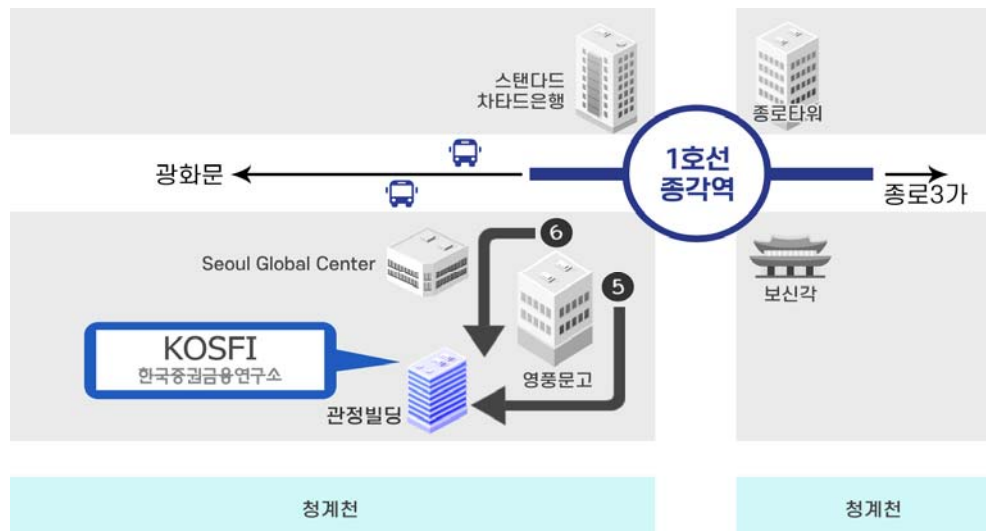 스탠다드
차타드은행
종로타워
1호선
종각역
광화문
종로3가
6
Seoul Global Center
5
보신각
KOSFI
한국증권금융연구소
영풍문고
관정빌딩
청계천
청계천